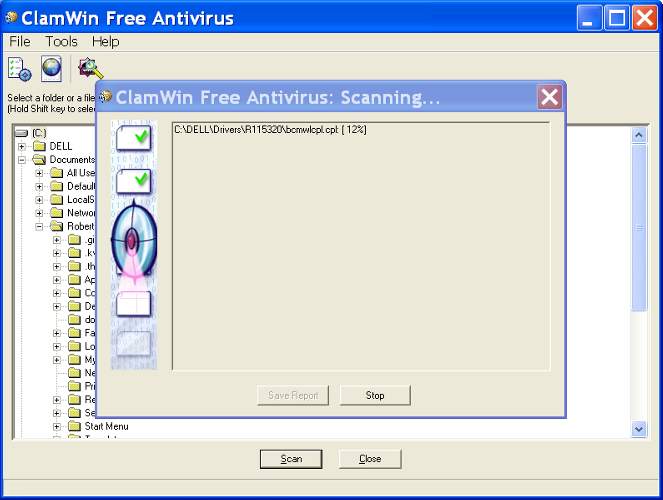 ClamWin Free Antivirus
File Tools Help
Select a folder or a file
(Hold Shift key to sele
ClamWin Free Antivirus: Scanning...
C:\DELL\Drivers\R115320\bcmwlcpl.cpl: [ 12%]
(C:)
DELL
Documents
All Use
Default
LocalS
Networ
Robert
.gi
.kv
.th
Ap
Co
De
do
Fa
Lo
My
Ne
Pri
Re
Se
Start Menu
Save Report
Stop
Scan
Close